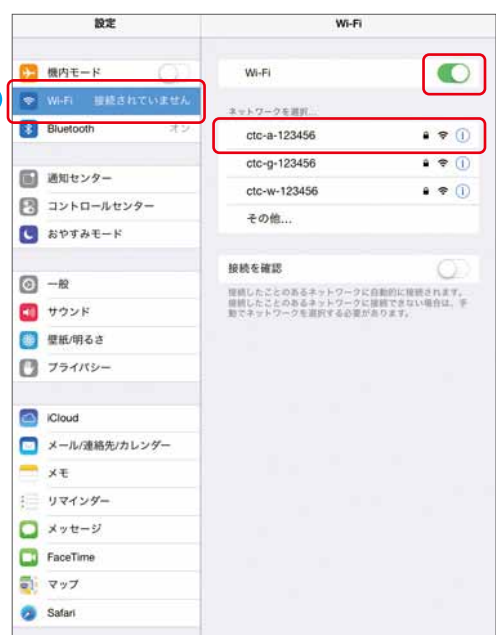 設定
機内モード
Wi-Fi 接続されていません
Bluetooth オン
通知センター
コントロールセンター
おやすみモード
一般
サウンド
壁紙/明るさ
プライバシー
iCloud
メール/連絡先/カレンダー
メモ
リマインダー
メッセージ
FaceTime
マップ
Safari
Wi-Fi
Wi-Fi
ネットワークを選択...
ctc-a-123456
ctc-g-123456
ctc-w-123456
その他...
接続を確認
接続したことのあるネットワークに自動的に接続されます。
接続したことのあるネットワークに接続できない場合は、手
動でネットワークを選択する必要があります。